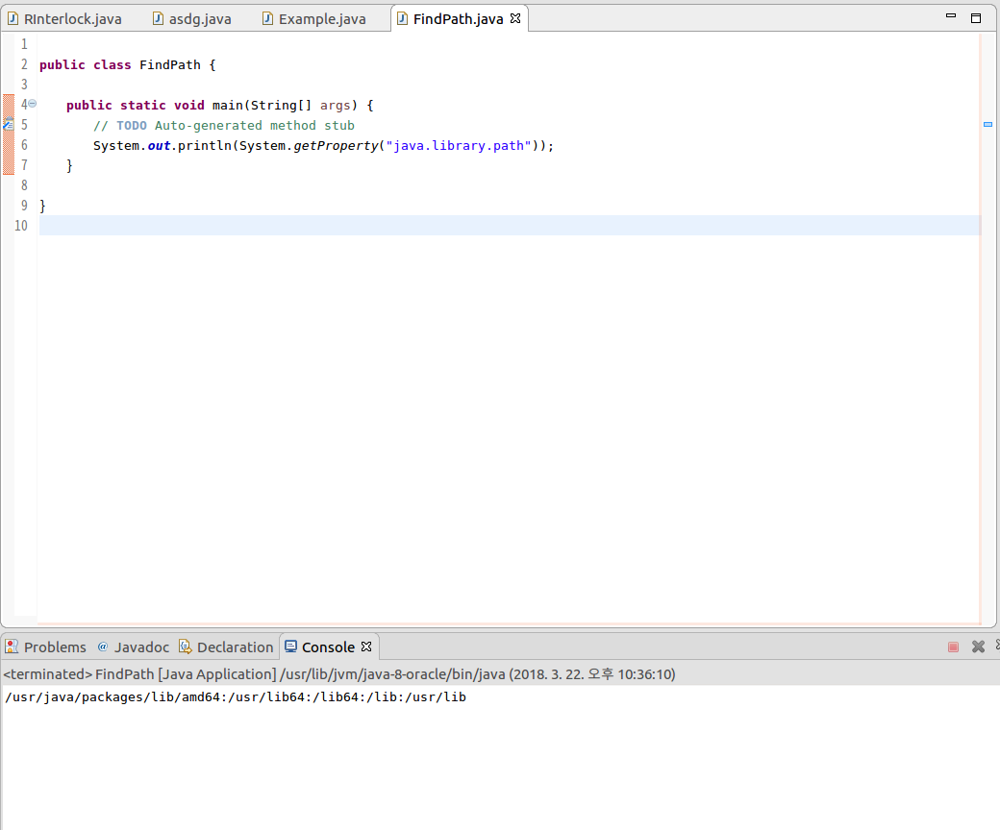 RInterlock.java asdg.java Example.java FindPath.java
1
2 public class FindPath {
3
4 public static void main(String[] args) {
5 // TODO Auto-generated method stub
6 System.out.println(System.getProperty("java.library.path"));
7 }
8
9 }
10
Problems @ Javadoc Declaration Console
<terminated> FindPath [Java Application] /usr/lib/jvm/java-8-oracle/bin/java (2018. 3. 22. 오후 10:36:10)
/usr/java/packages/lib/amd64:/usr/lib64:/lib64:/lib:/usr/lib